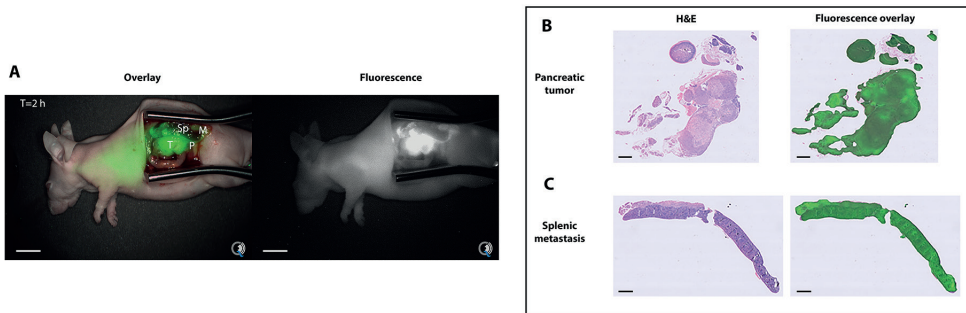 A
Overlay
Fluorescence
T=2 h
Sp
M
T
P
B
H&E
Fluorescence overlay
Pancreatic
tumor
C
Splenic
metastasis